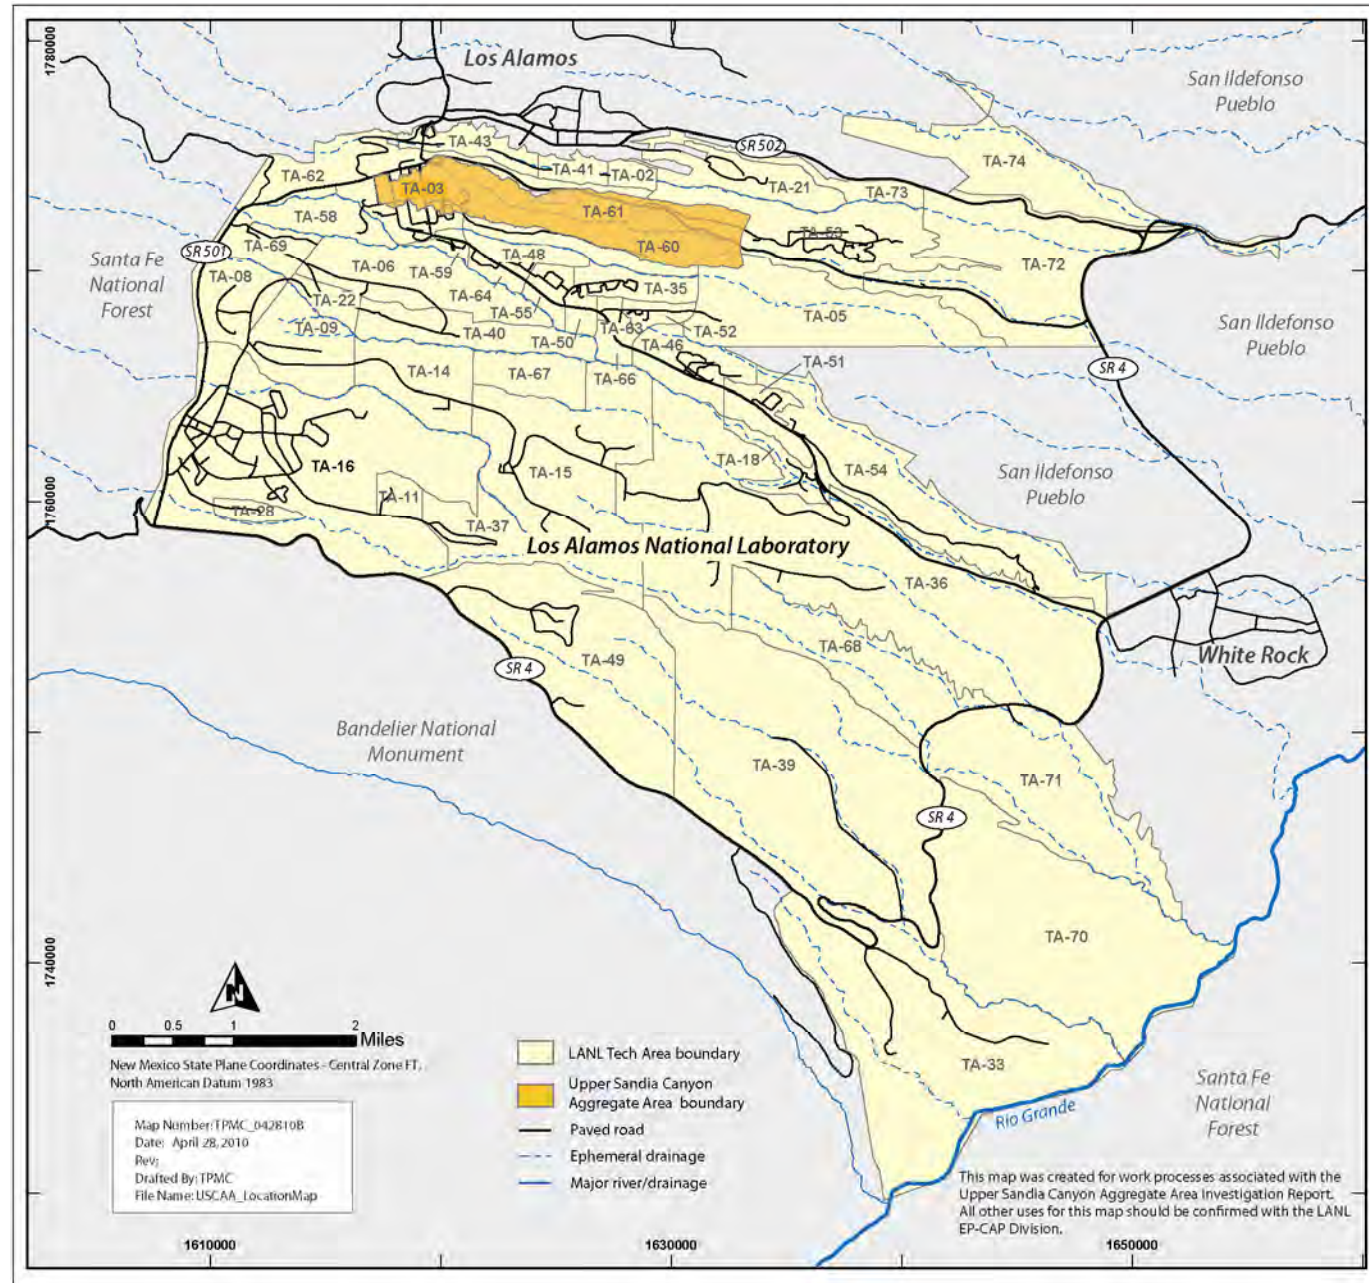 1780000
Los Alamos
San Ildefonso
Pueblo
SR 502
TA-43
TA-74
TA-41
TA-02
TA-62
TA-03
TA-21
TA-73
TA-61
TA-58
TA-53
TA-60
SR 501
TA-69
TA-48
TA-72
Santa Fe
National
Forest
TA-08
TA-06
TA-59
TA-35
TA-64
TA-22
TA-55
TA-05
TA-09
TA-40
TA-50
TA-63
TA-52
San Ildefonso
Pueblo
TA-46
TA-51
SR 4
TA-14
TA-67
TA-66
TA-18
TA-16
TA-15
TA-54
San Ildefonso
Pueblo
TA-11
1760000
TA-28
TA-37
Los Alamos National Laboratory
TA-36
TA-68
White Rock
TA-49
SR 4
Bandelier National
Monument
TA-39
TA-71
SR 4
TA-70
1740000
N
0 0.5 1 2
Miles
New Mexico State Plane Coordinates - Central Zone FT,
North American Datum 1983
LANL Tech Area boundary
Upper Sandia Canyon
Aggregate Area boundary
Paved road
Ephemeral drainage
Major river/drainage
TA-33
Rio Grande
Santa Fe
National
Forest
Map Number: TPMC_042810B
Date: April 28, 2010
Rev:
Drafted By: TPMC
File Name: USCAA_LocationMap
This map was created for work processes associated with the
Upper Sandia Canyon Aggregate Area Investigation Report.
All other uses for this map should be confirmed with the LANL
EP-CAP Division.
1610000
1630000
1650000